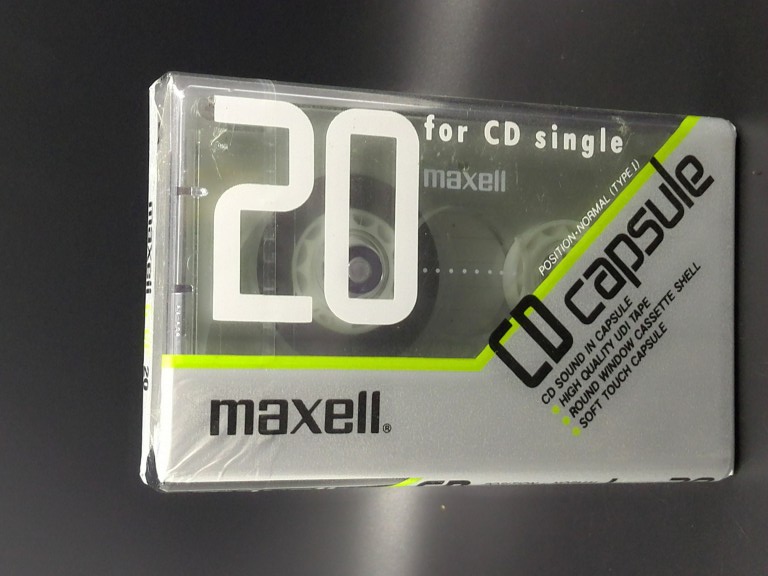 20
for CD single
maxell
POSITION·NORMAL (TYPE I)
CD capsule
CD SOUND IN CAPSULE
HIGH QUALITY UDI TAPE
ROUND WINDOW CASSETTE SHELL
SOFT TOUCH CAPSULE
maxell®
maxell
20